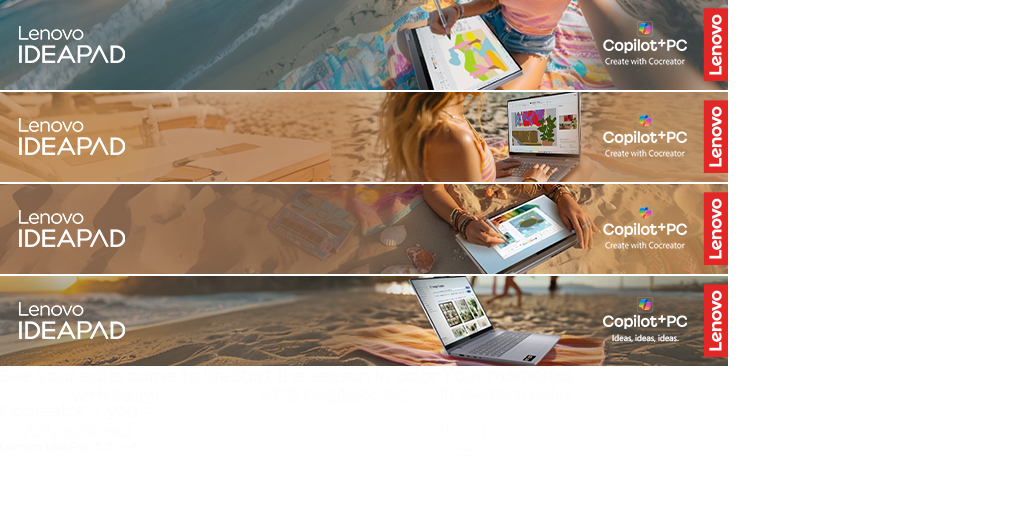 Lenovo
IDEAPAD
Copilot+PC
Create with Cocreator
Lenovo
Lenovo
IDEAPAD
Copilot+PC
Create with Cocreator
Lenovo
Lenovo
IDEAPAD
Copilot+PC
Create with Cocreator
Lenovo
Lenovo
IDEAPAD
Copilot+PC
Ideas, ideas, ideas.
Lenovo